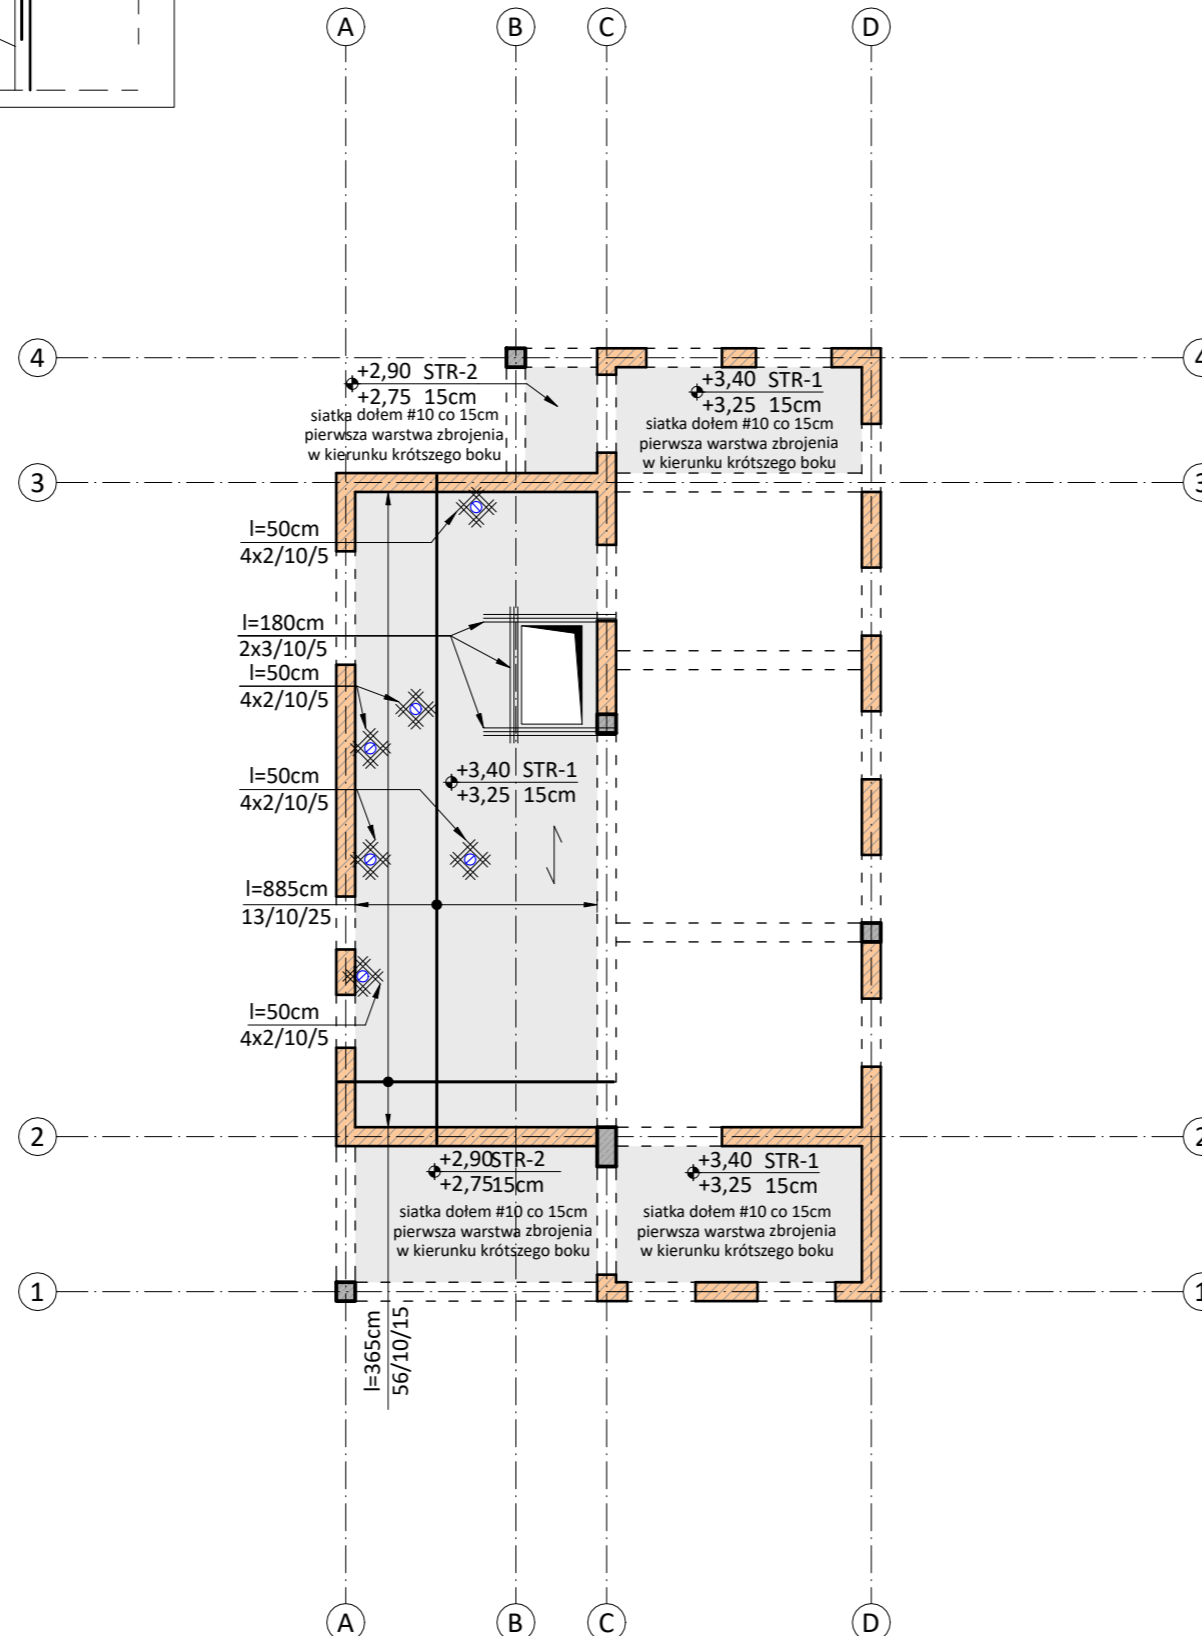 A B C D
4 4
+2,90 STR-2
+2,75 15cm
siatka dołem #10 co 15cm
pierwsza warstwa zbrojenia
w kierunku krótszego boku
+3,40 STR-1
+3,25 15cm
siatka dołem #10 co 15cm
pierwsza warstwa zbrojenia
w kierunku krótszego boku
3 3
l=50cm
4x2/10/5
l=180cm
2x3/10/5
l=50cm
4x2/10/5
+3,40 STR-1
+3,25 15cm
l=50cm
4x2/10/5
l=885cm
13/10/25
l=50cm
4x2/10/5
2 2
+2,90STR-2
+2,7515cm
siatka dołem #10 co 15cm
pierwsza warstwa zbrojenia
w kierunku krótszego boku
+3,40 STR-1
+3,25 15cm
siatka dołem #10 co 15cm
pierwsza warstwa zbrojenia
w kierunku krótszego boku
1 1
l=365cm
56/10/15
A B C D